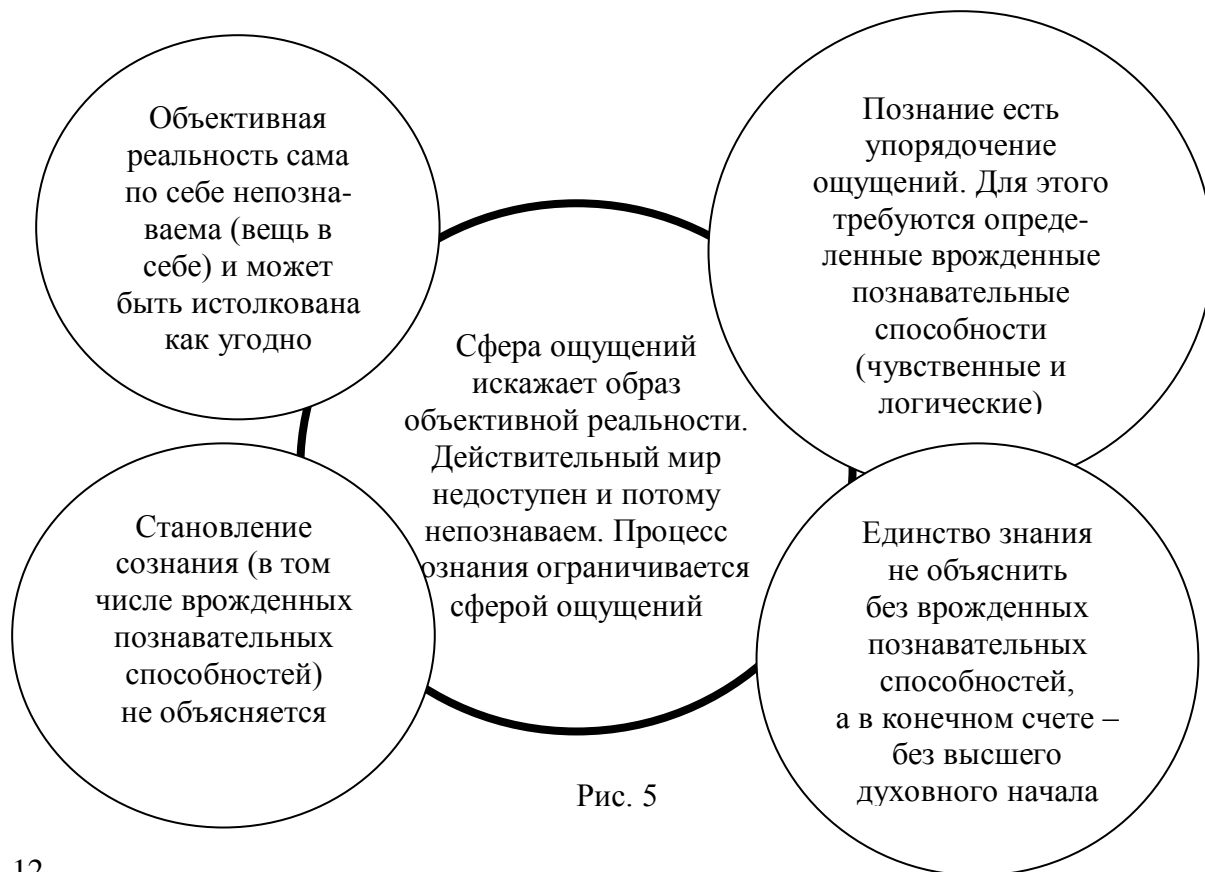 Объективная
реальность сама
по себе непозна-
ваема (вещь в
себе) и может
быть истолкована
как угодно
Познание есть
упорядочение
ощущений. Для этого
требуются опреде-
ленные врожденные
познавательные
способности
(чувственные и
логические)
Сфера ощущений
искажает образ
объективной реальности.
Действительный мир
недоступен и потому
непознаваем. Процесс
ознания ограничивается
сферой ощущений
Становление
сознания (в том
числе врожденных
познавательных
способностей)
не объясняется
Единство знания
не объяснить
без врожденных
познавательных
способностей,
а в конечном счете –
без высшего
духовного начала
Рис. 5
12